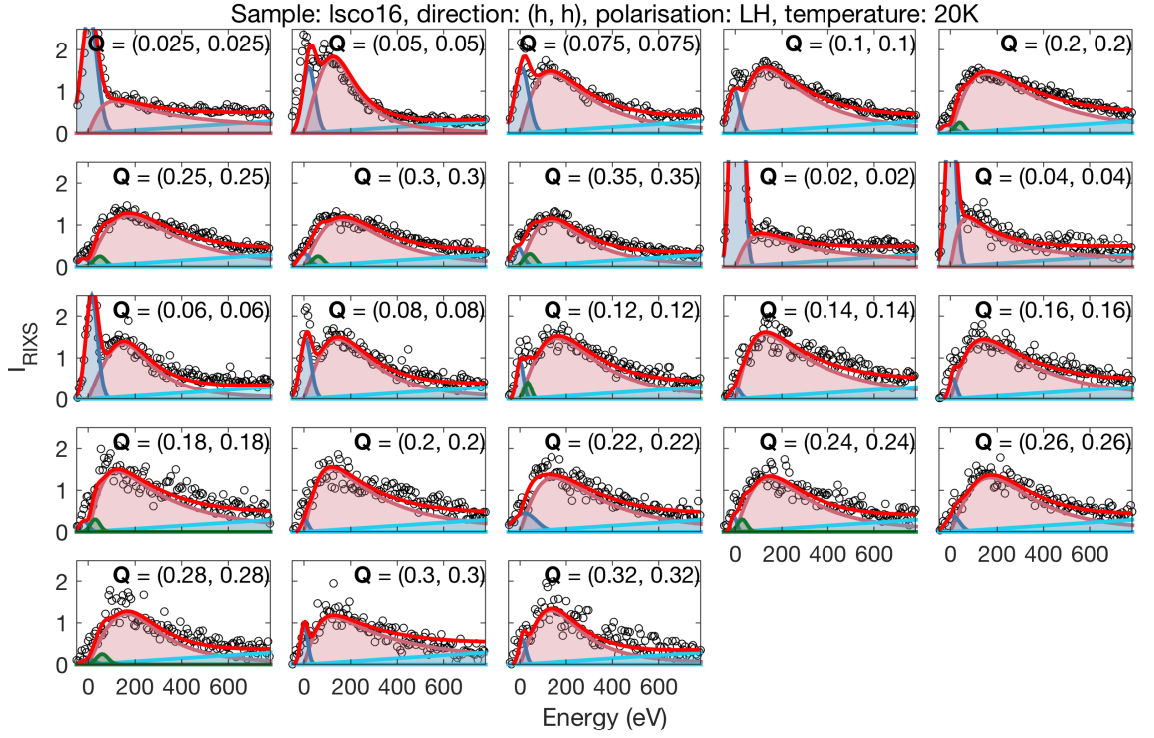 Sample: lsco16, direction: (h, h), polarisation: LH, temperature: 20K
Q = (0.025, 0.025)
Q = (0.05, 0.05)
Q = (0.075, 0.075)
Q = (0.1, 0.1)
Q = (0.2, 0.2)
2
1
0
Q = (0.25, 0.25)
Q = (0.3, 0.3)
Q = (0.35, 0.35)
Q = (0.02, 0.02)
Q = (0.04, 0.04)
2
1
0
Q = (0.06, 0.06)
Q = (0.08, 0.08)
Q = (0.12, 0.12)
Q = (0.14, 0.14)
Q = (0.16, 0.16)
2
1
0
IRIXS
Q = (0.18, 0.18)
Q = (0.2, 0.2)
Q = (0.22, 0.22)
Q = (0.24, 0.24)
Q = (0.26, 0.26)
2
1
0
0 200 400 600
0 200 400 600
Q = (0.28, 0.28)
Q = (0.3, 0.3)
Q = (0.32, 0.32)
2
1
0
0 200 400 600
0 200 400 600
0 200 400 600
Energy (eV)